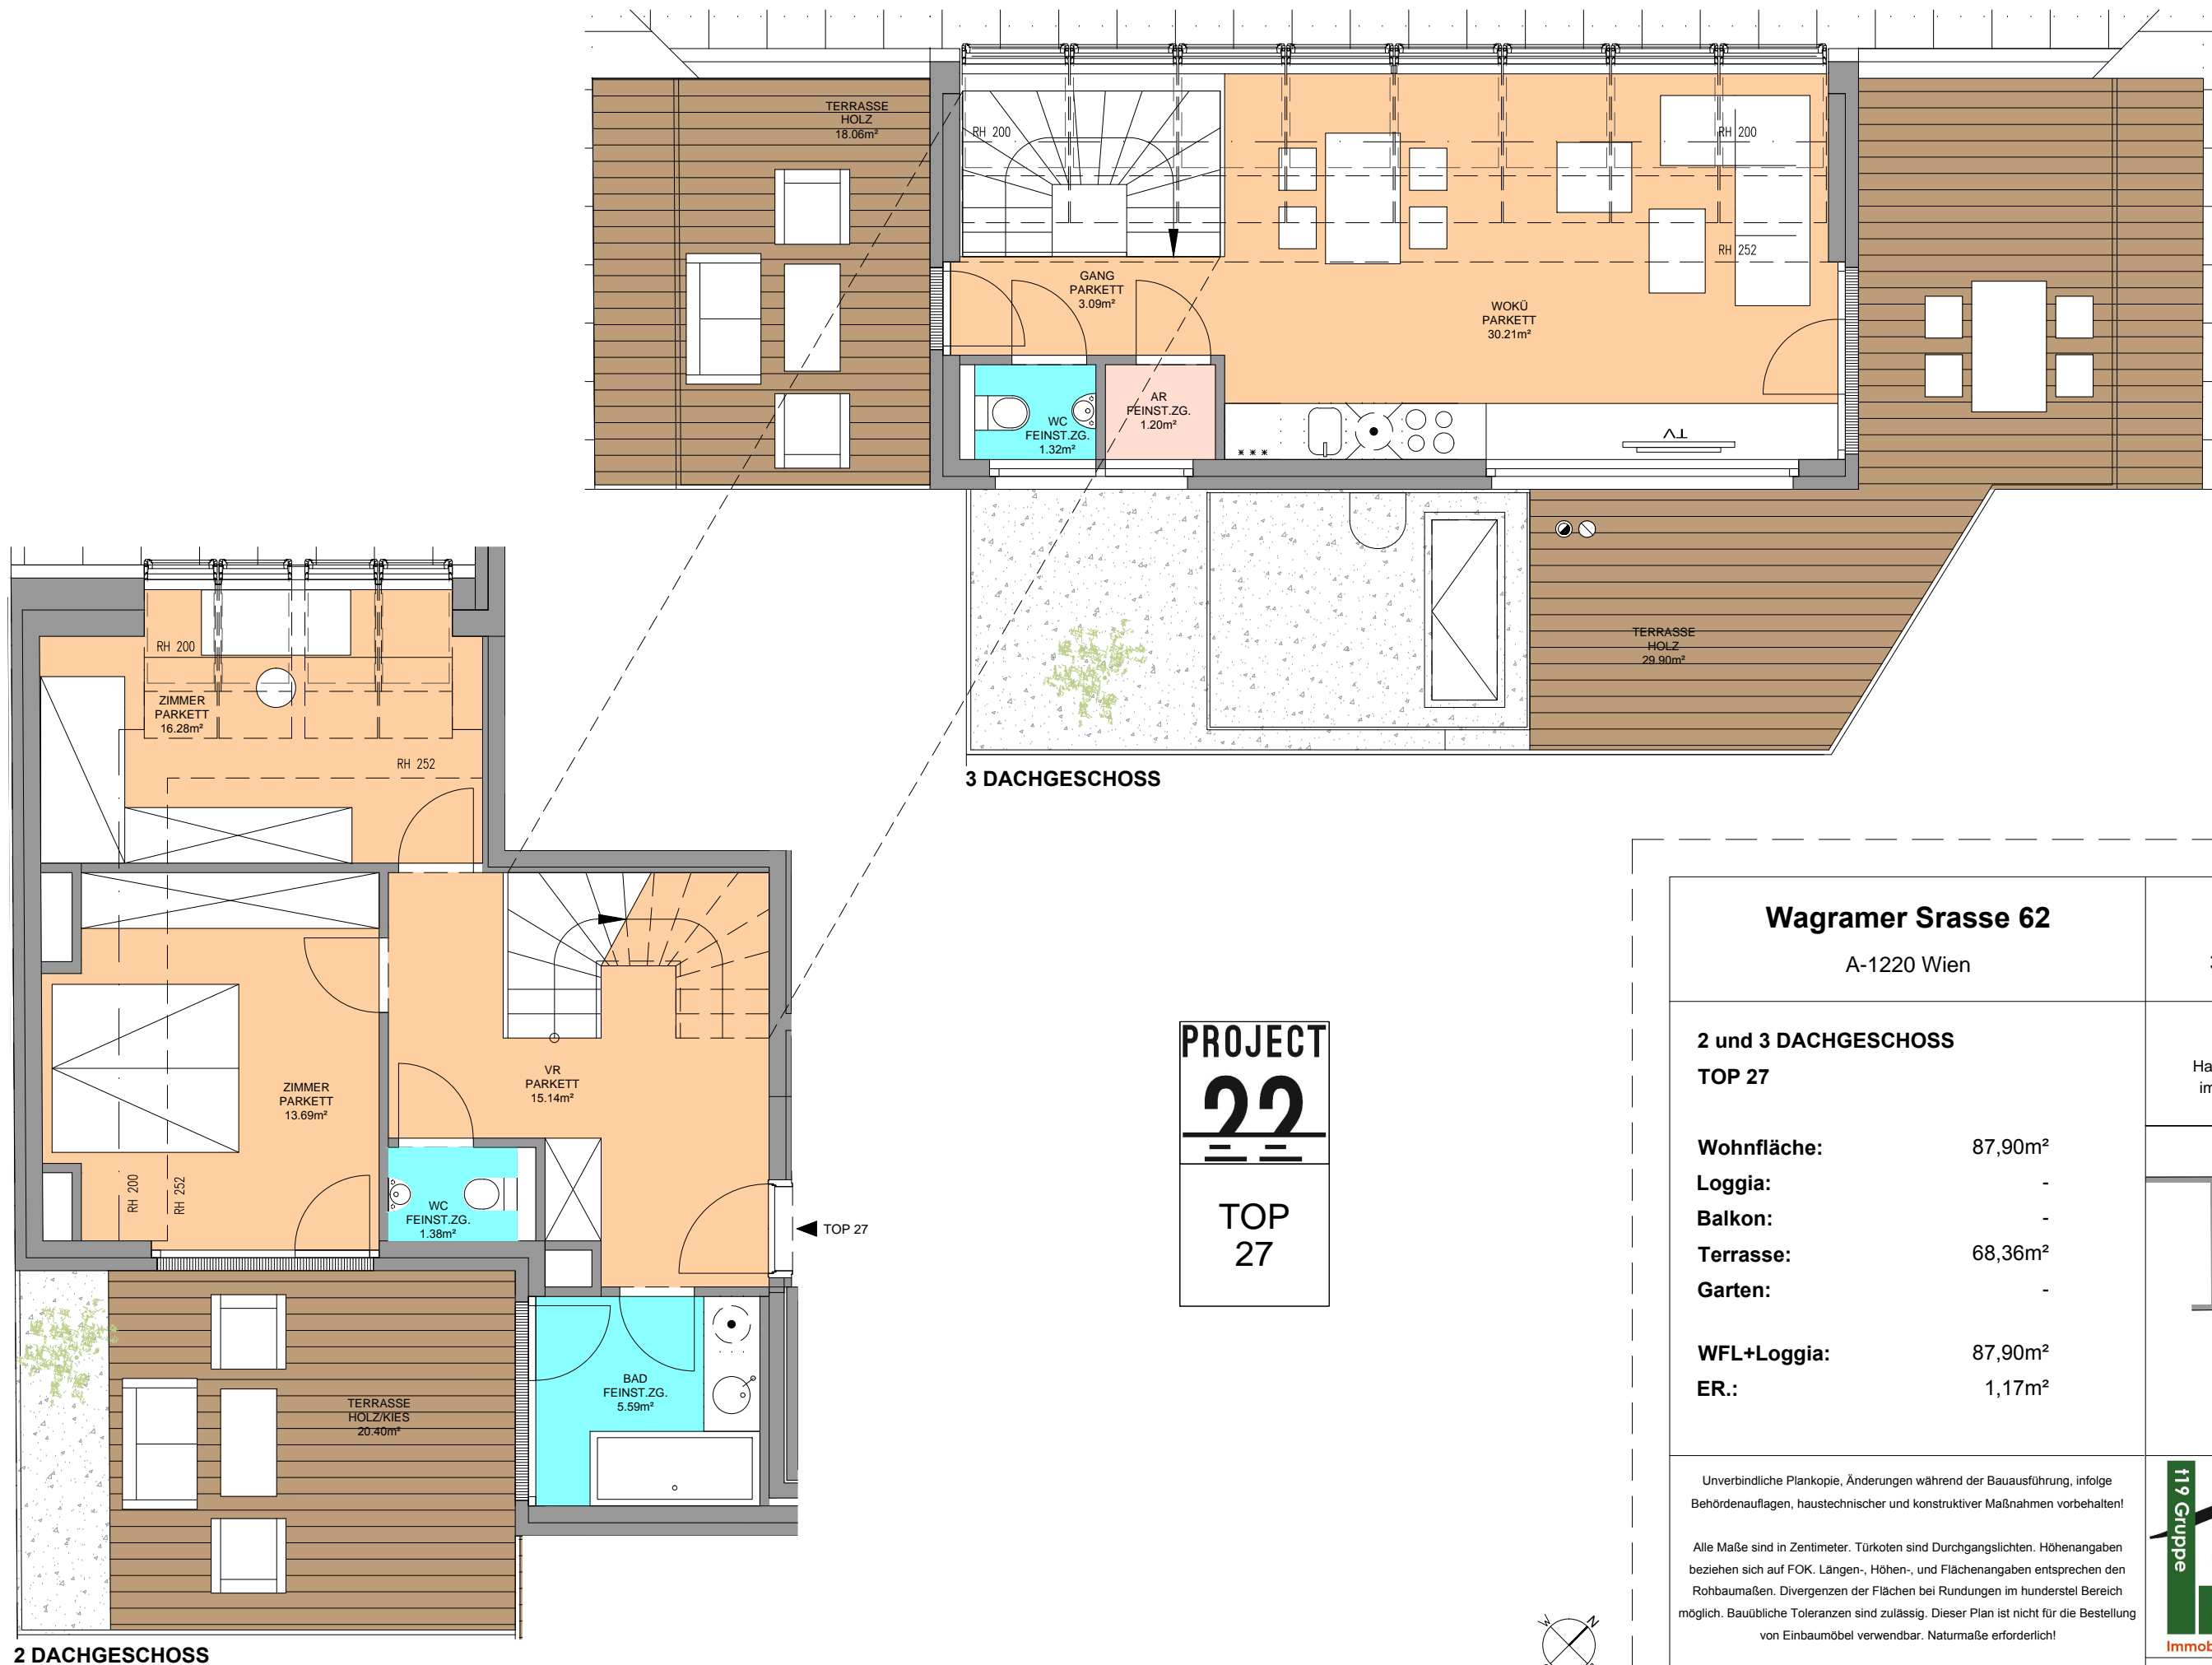 TERRASSE
HOLZ
18.06m²
RH 200
RH 200
RH 252
GANG
PARKETT
3.09m²
WOKÜ
PARKETT
30.21m²
WC
FEINST.ZG.
1.32m²
AR
FEINST.ZG.
1.20m²
TV
TERRASSE
HOLZ
29.90m²
3 DACHGESCHOSS
RH 200
ZIMMER
PARKETT
16.28m²
RH 252
ZIMMER
PARKETT
13.69m²
RH 200
RH 252
VR
PARKETT
15.14m²
WC
FEINST.ZG.
1.38m²
TOP 27
BAD
FEINST.ZG.
5.59m²
TERRASSE
HOLZ/KIES
20.40m²
2 DACHGESCHOSS
PROJECT
22
TOP
27
W
N
Wagramer Srasse 62
A-1220 Wien
2 und 3 DACHGESCHOSS
TOP 27
Wohnfläche: 87,90m²
Loggia: -
Balkon: -
Terrasse: 68,36m²
Garten: -
WFL+Loggia: 87,90m²
ER.: 1,17m²
Unverbindliche Plankopie, Änderungen während der Bauausführung, infolge
Behördenauflagen, haustechnischer und konstruktiver Maßnahmen vorbehalten!
Alle Maße sind in Zentimeter. Türkoten sind Durchgangslichten. Höhenangaben
beziehen sich auf FOK. Längen-, Höhen-, und Flächenangaben entsprechen den
Rohbaumaßen. Divergenzen der Flächen bei Rundungen im hunderstel Bereich
möglich. Bauübliche Toleranzen sind zulässig. Dieser Plan ist nicht für die Bestellung
von Einbaumöbel verwendbar. Naturmaße erforderlich!
Ha
im
t19 Gruppe
Immob